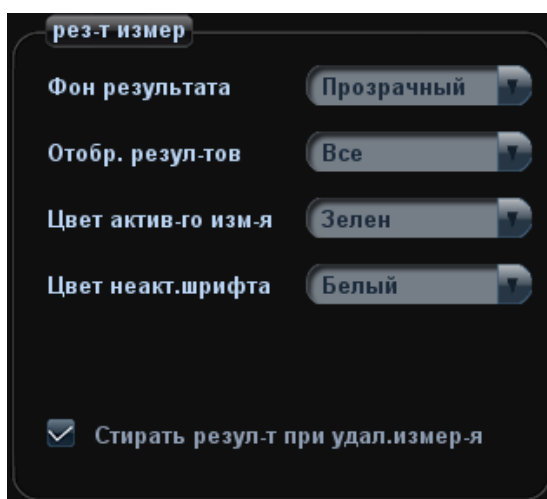 рез-т измер
Фон результата Прозрачный
Отобр. резул-тов Все
Цвет актив-го изм-я Зелен
Цвет неакт.шрифта Белый
Стирать резул-т при удал.измер-я